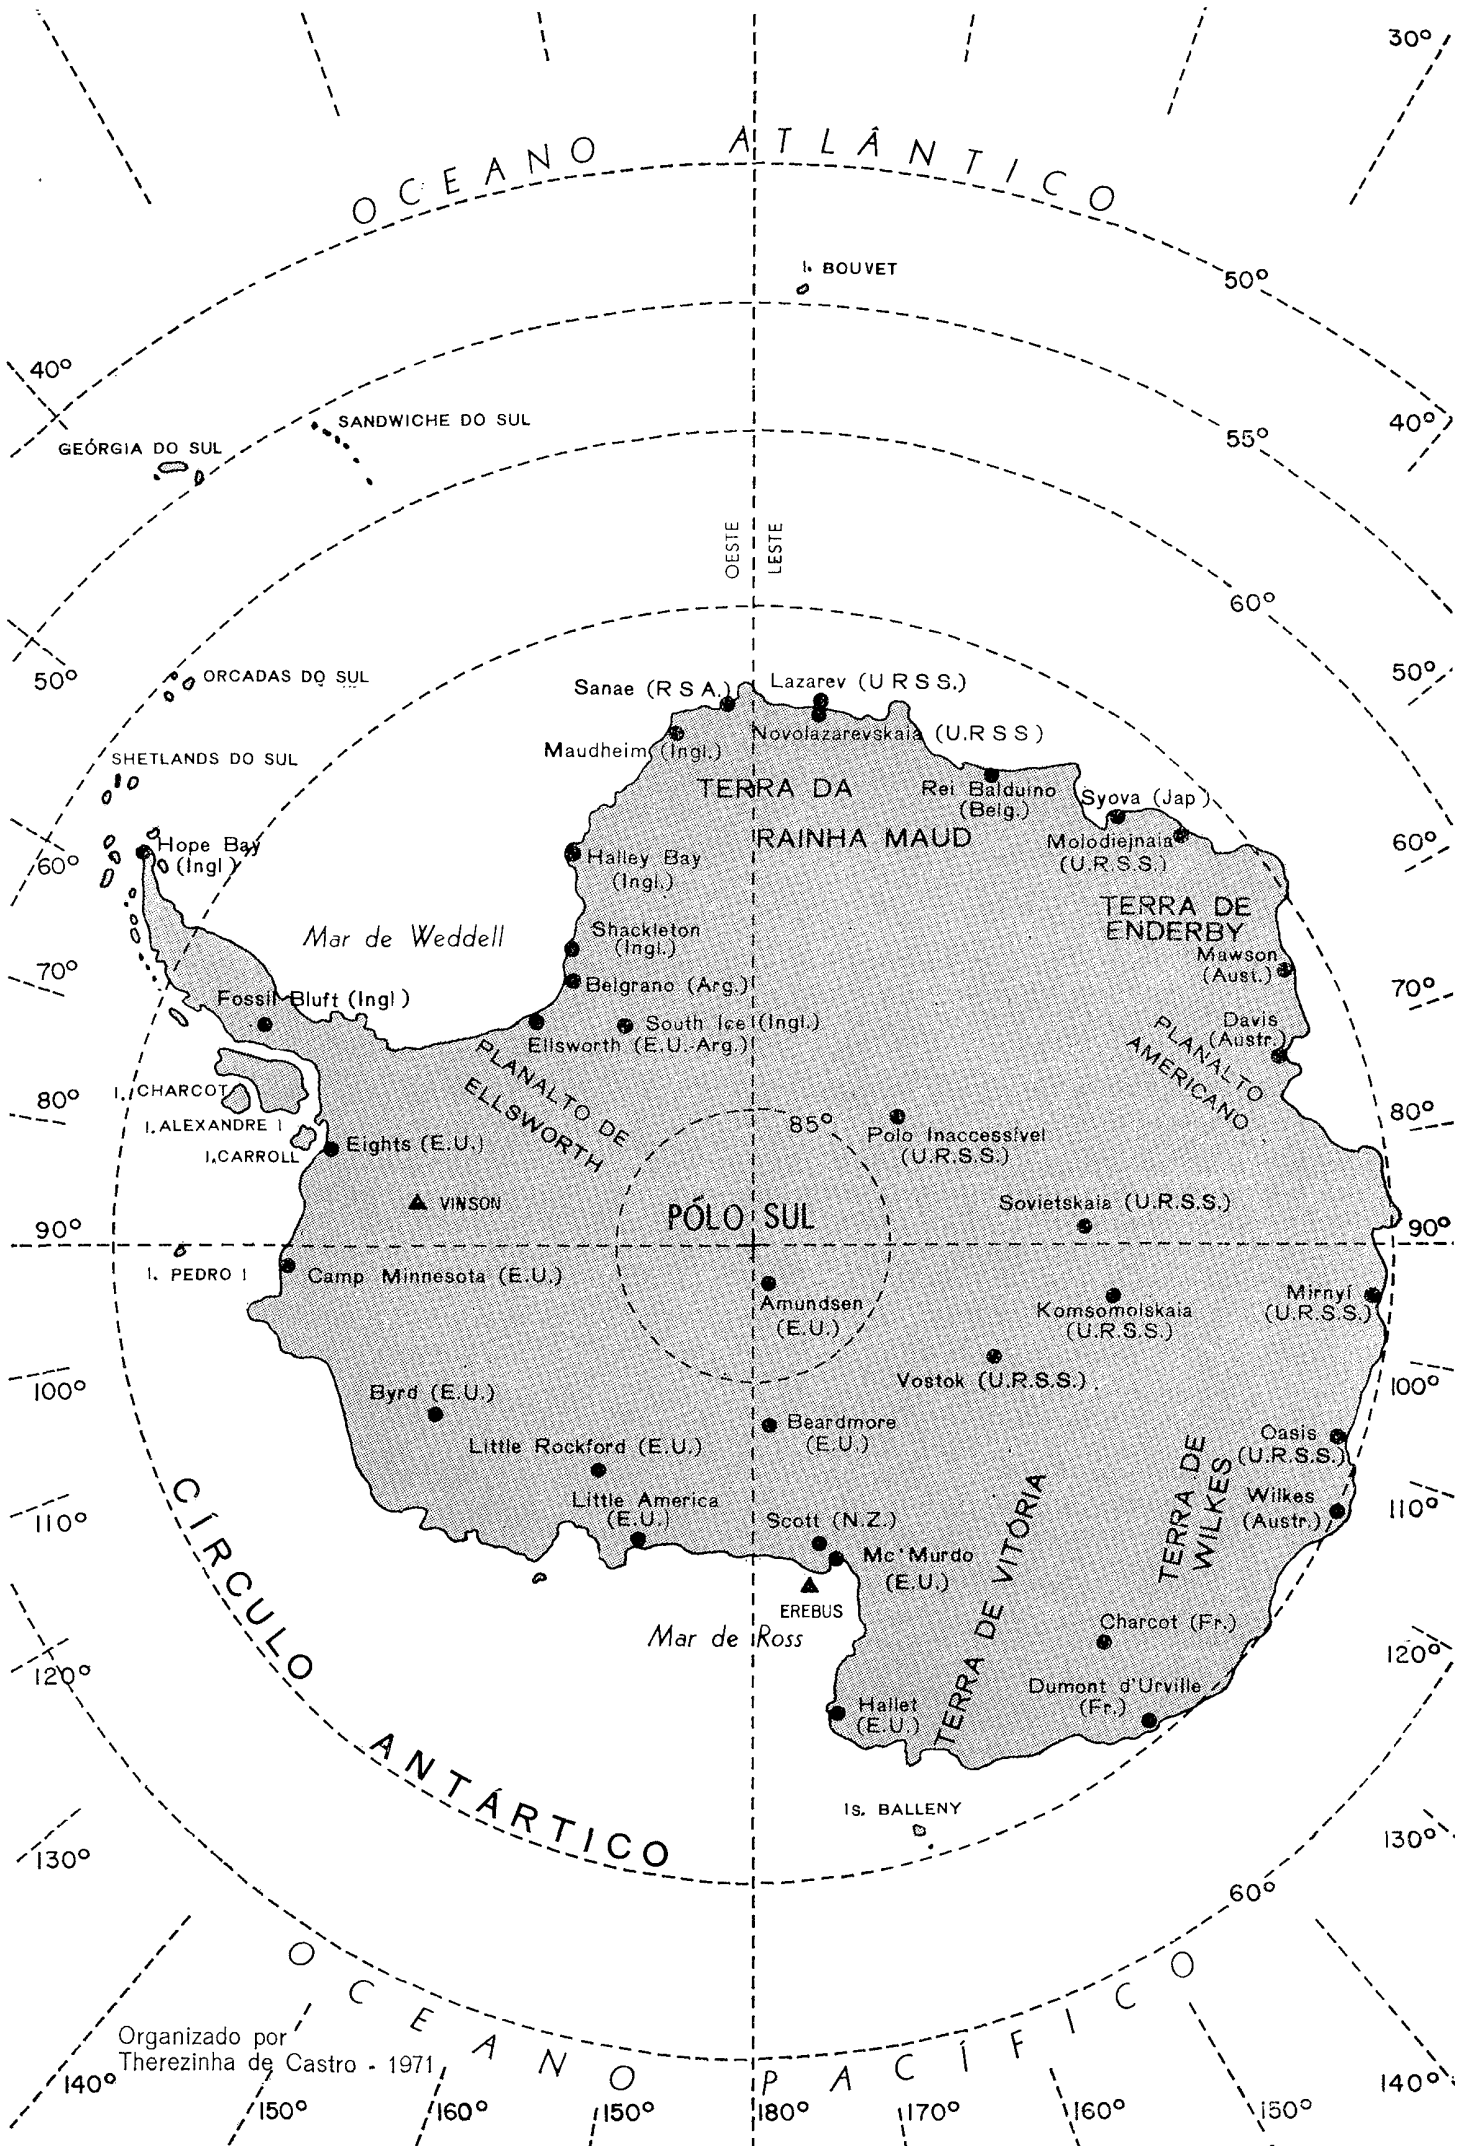 30°
OCEANO ATLÂNTICO
I. BOUVET
50°
40°
SANDWICHE DO SUL
40°
55°
GEÓRGIA DO SUL
OESTE
LESTE
60°
50°
ORCADAS DO SUL
50°
Sanae (R S A.)
Lazarev (U R S S.)
Novolazarevskaia (U.R S S)
Maudheim (Ingl.)
SHETLANDS DO SUL
TERRA DA
RAINHA MAUD
Rei Balduino
(Belg.)
Syova (Jap)
Molodiejnaia
(U.R.S.S.)
60°
Hope Bay
(Ingl)
60°
Halley Bay
(Ingl.)
TERRA DE
ENDERBY
Mar de Weddell
Shackleton
(Ingl.)
Mawson
(Aust.)
70°
Belgrano (Arg.)
70°
Fossil Bluft (Ingl)
South Ice (Ingl.)
Ellsworth (E.U.-Arg.)
Davis
(Austr.)
PLANALTO
AMERICANO
PLANALTO DE
ELLSWORTH
I. CHARCOT
80°
80°
I. ALEXANDRE I
85°
Polo Inaccessível
(U.R.S.S.)
I. CARROLL
Eights (E.U.)
VINSON
PÓLO SUL
Sovietskaia (U.R.S.S.)
90°
90°
I. PEDRO I
Camp Minnesota (E.U.)
Amundsen
(E.U.)
Komsomolskaia
(U.R.S.S.)
Mirnyi
(U.R.S.S.)
100°
Byrd (E.U.)
Vostok (U.R.S.S.)
100°
Beardmore
(E.U.)
Little Rockford (E.U.)
Oasis
(U.R.S.S.)
Little America
(E.U.)
Wilkes
(Austr.)
110°
110°
Scott (N.Z.)
Mc'Murdo
(E.U.)
TERRA DE VITÓRIA
TERRA DE
WILKES
EREBUS
Mar de Ross
Charcot (Fr.)
120°
120°
Dumont d'Urville
(Fr.)
Hallet
(E.U.)
CÍRCULO ANTÁRTICO
Is. BALLENY
130°
130°
60°
OCEANO PACÍFICO
Organizado por
Therezinha de Castro - 1971
140°
150°
160°
150°
180°
170°
160°
150°
140°